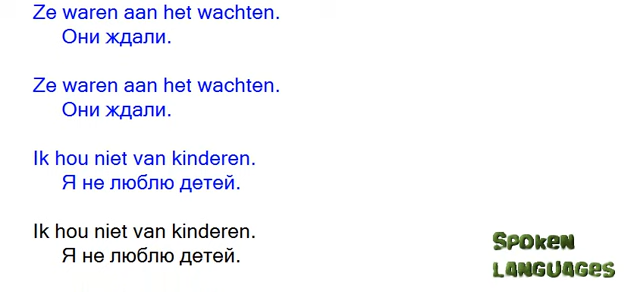 Ze waren aan het wachten.
Они ждали.
Ze waren aan het wachten.
Они ждали.
Ik hou niet van kinderen.
Я не люблю детей.
Ik hou niet van kinderen.
Я не люблю детей.
Spoken
Languages